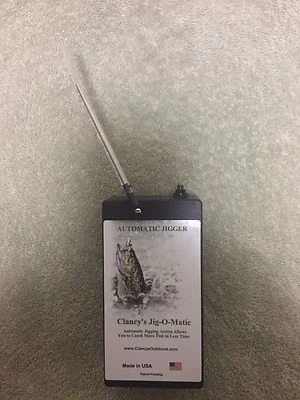 AUTOMATIC JIGGER
Clancy's Jig-O-Matic
Automatic Jigging Action Allows
You to Catch More Fish in Less Time
www.ClancysOutdoors.com
Made in USA
Patent Pending